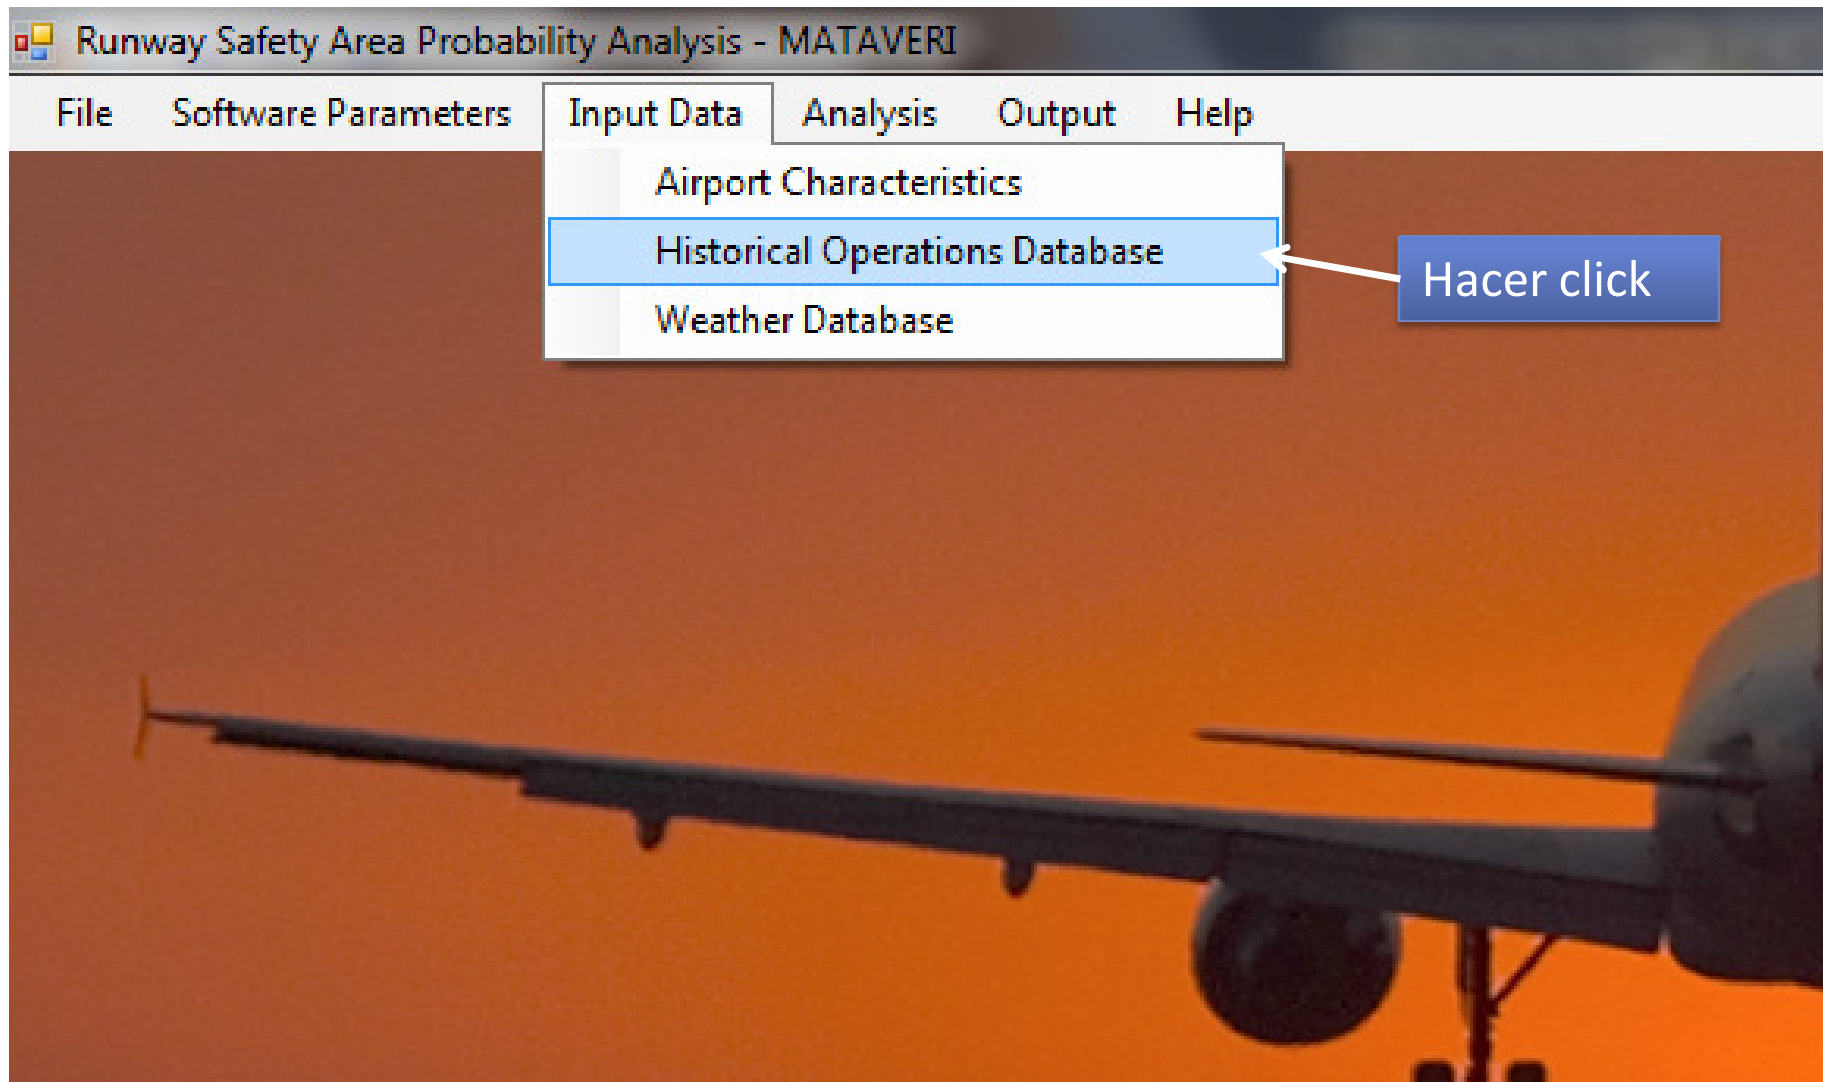 Runway Safety Area Probability Analysis - MATAVERI
File Software Parameters Input Data Analysis Output Help
Airport Characteristics
Historical Operations Database
Hacer click
Weather Database